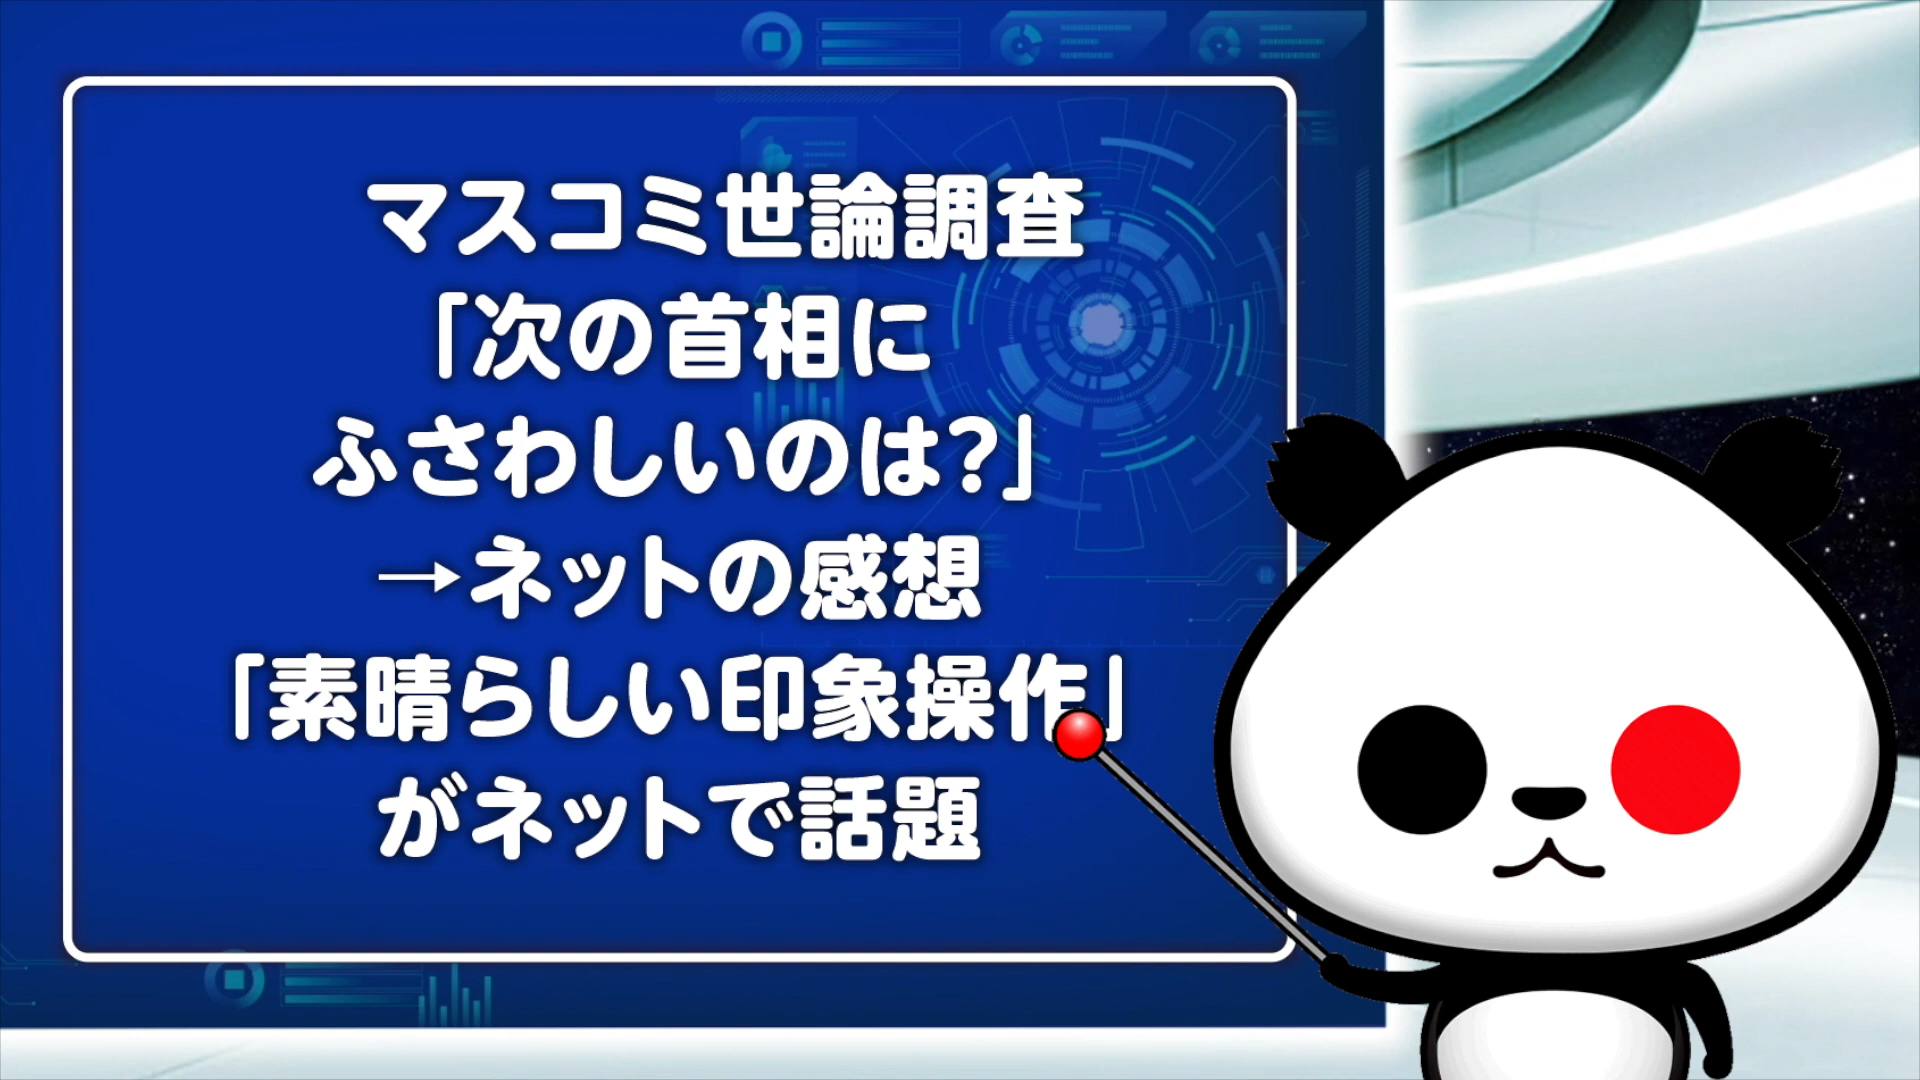 マスコミ世論調査
「次の首相に
ふさわしいのは?」
→ネットの感想
「素晴らしい印象操作」
がネットで話題